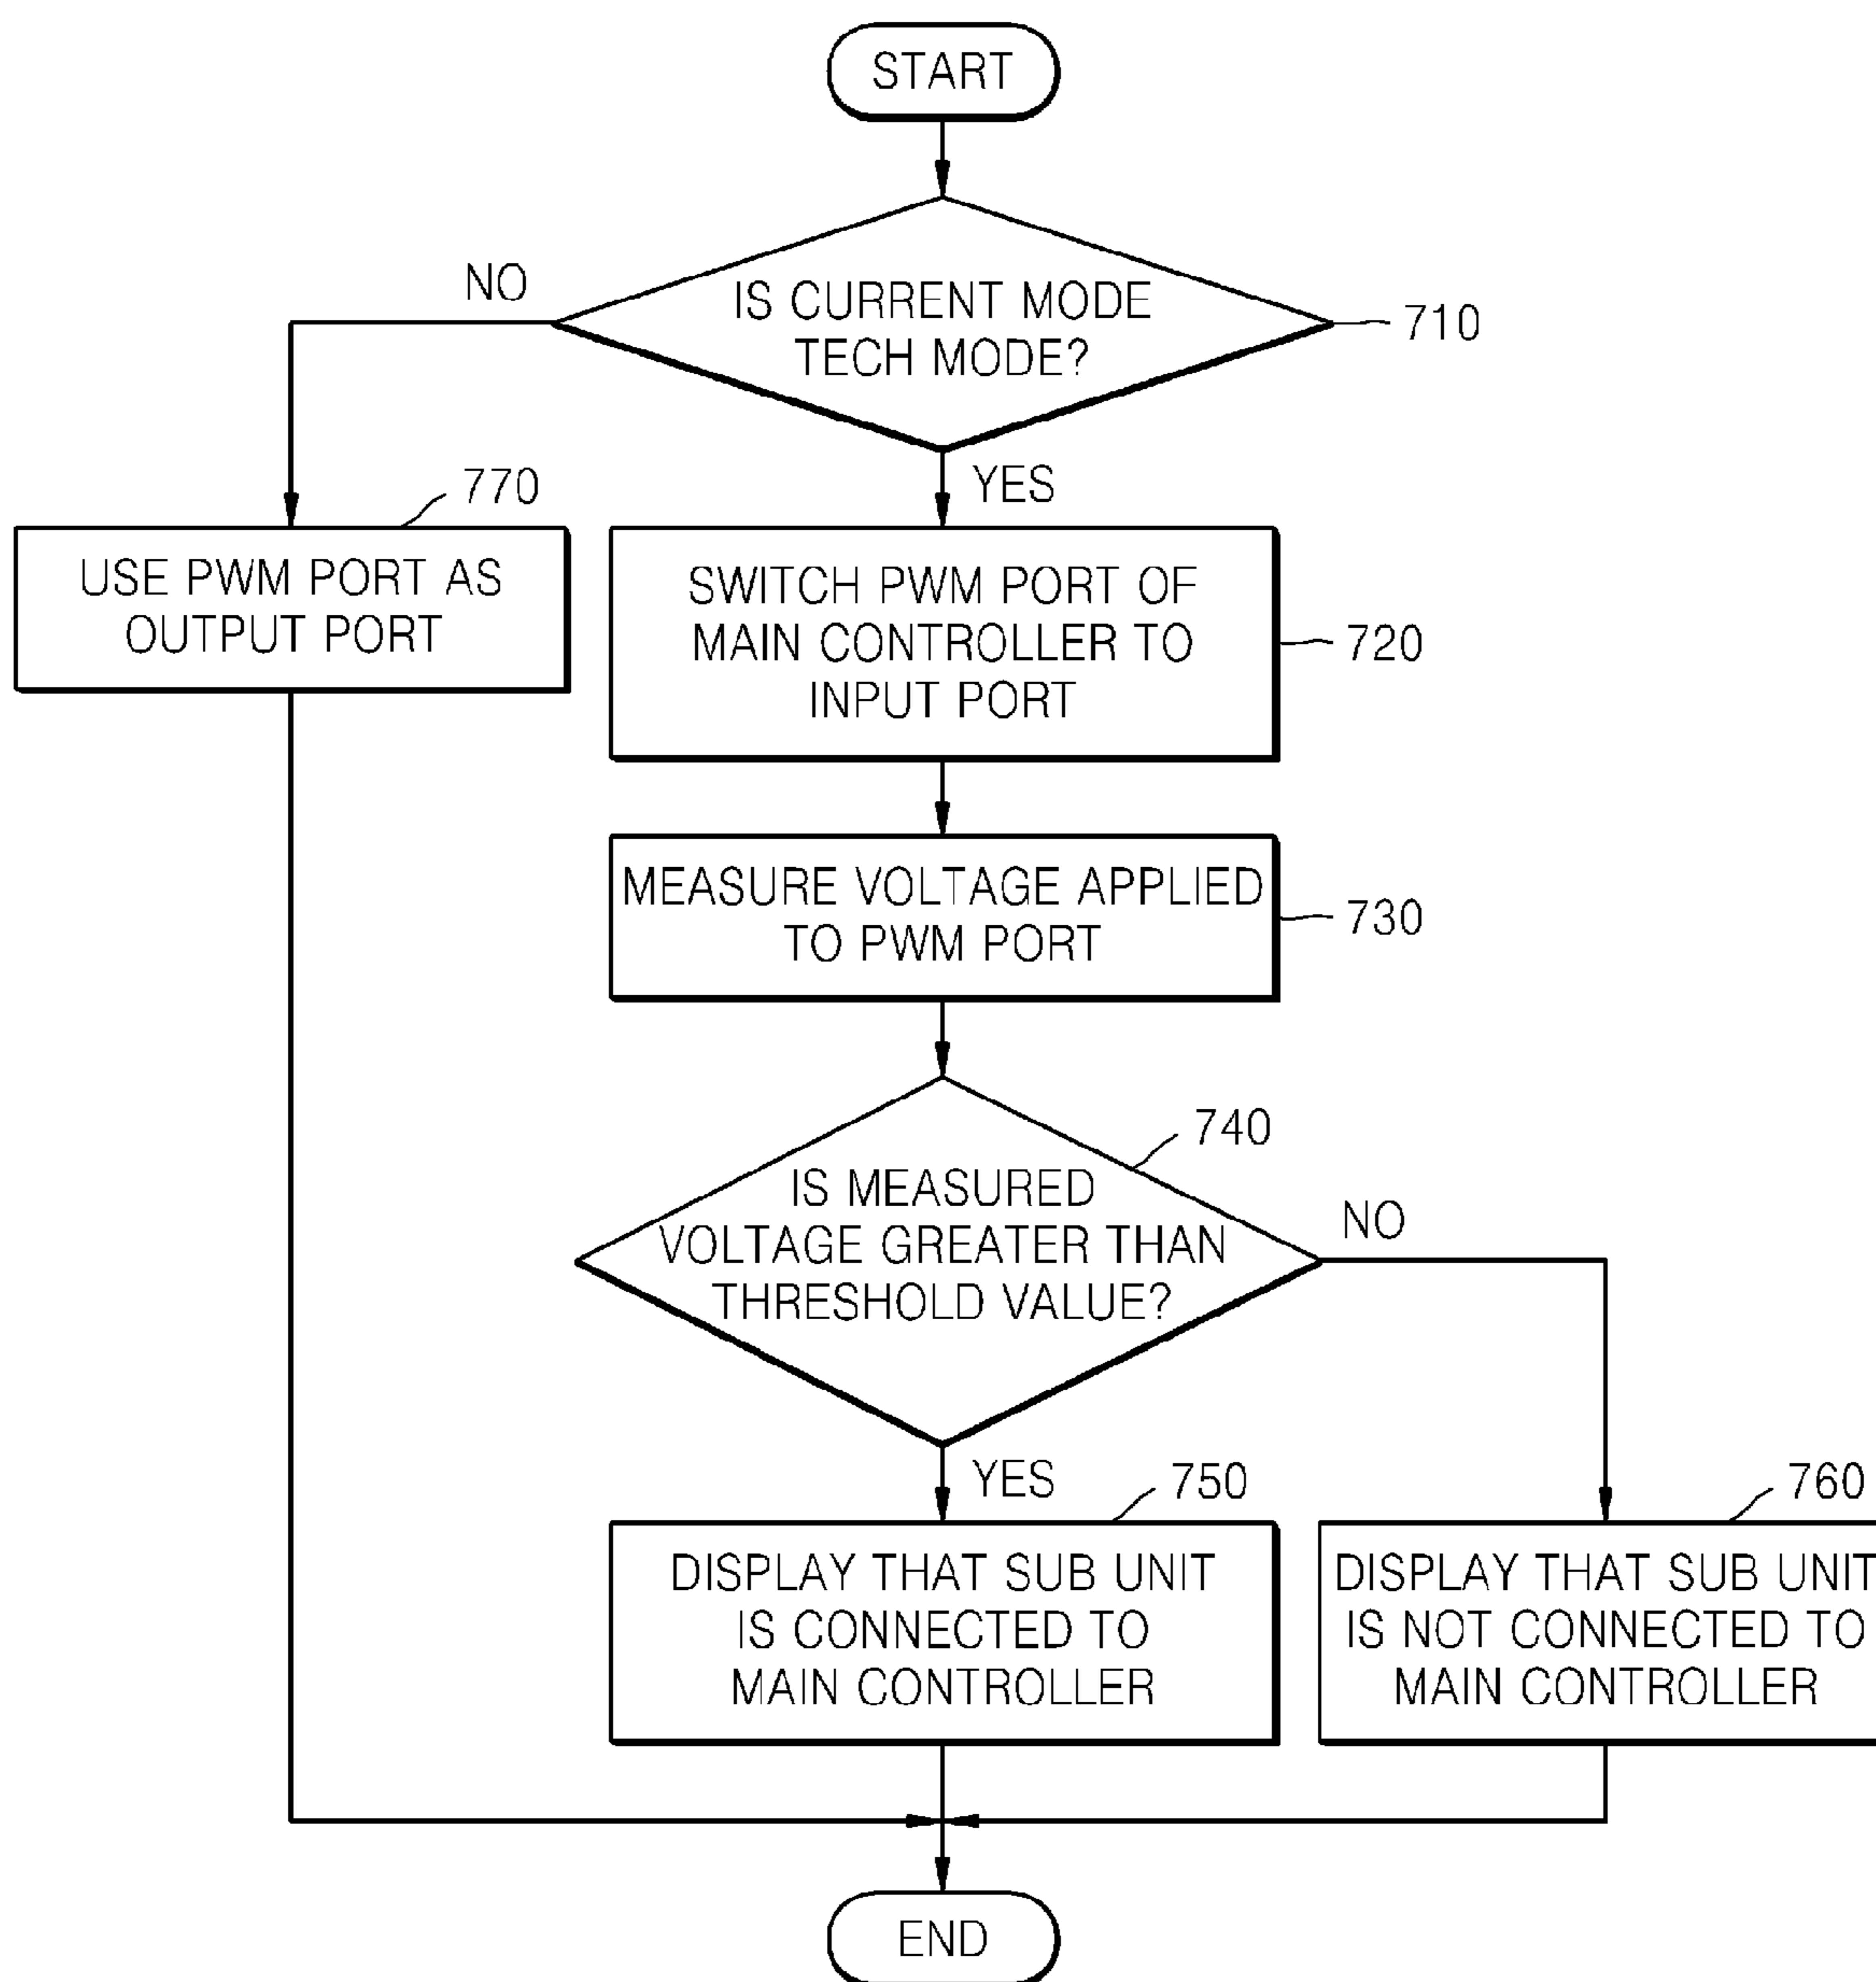 START
NO
IS CURRENT MODE
TECH MODE?
710
770
YES
USE PWM PORT AS
OUTPUT PORT
SWITCH PWM PORT OF
MAIN CONTROLLER TO
INPUT PORT
720
MEASURE VOLTAGE APPLIED
TO PWM PORT
730
740
IS MEASURED
VOLTAGE GREATER THAN
THRESHOLD VALUE?
NO
YES
750
760
DISPLAY THAT SUB UNIT
IS CONNECTED TO
MAIN CONTROLLER
DISPLAY THAT SUB UNIT
IS NOT CONNECTED TO
MAIN CONTROLLER
END